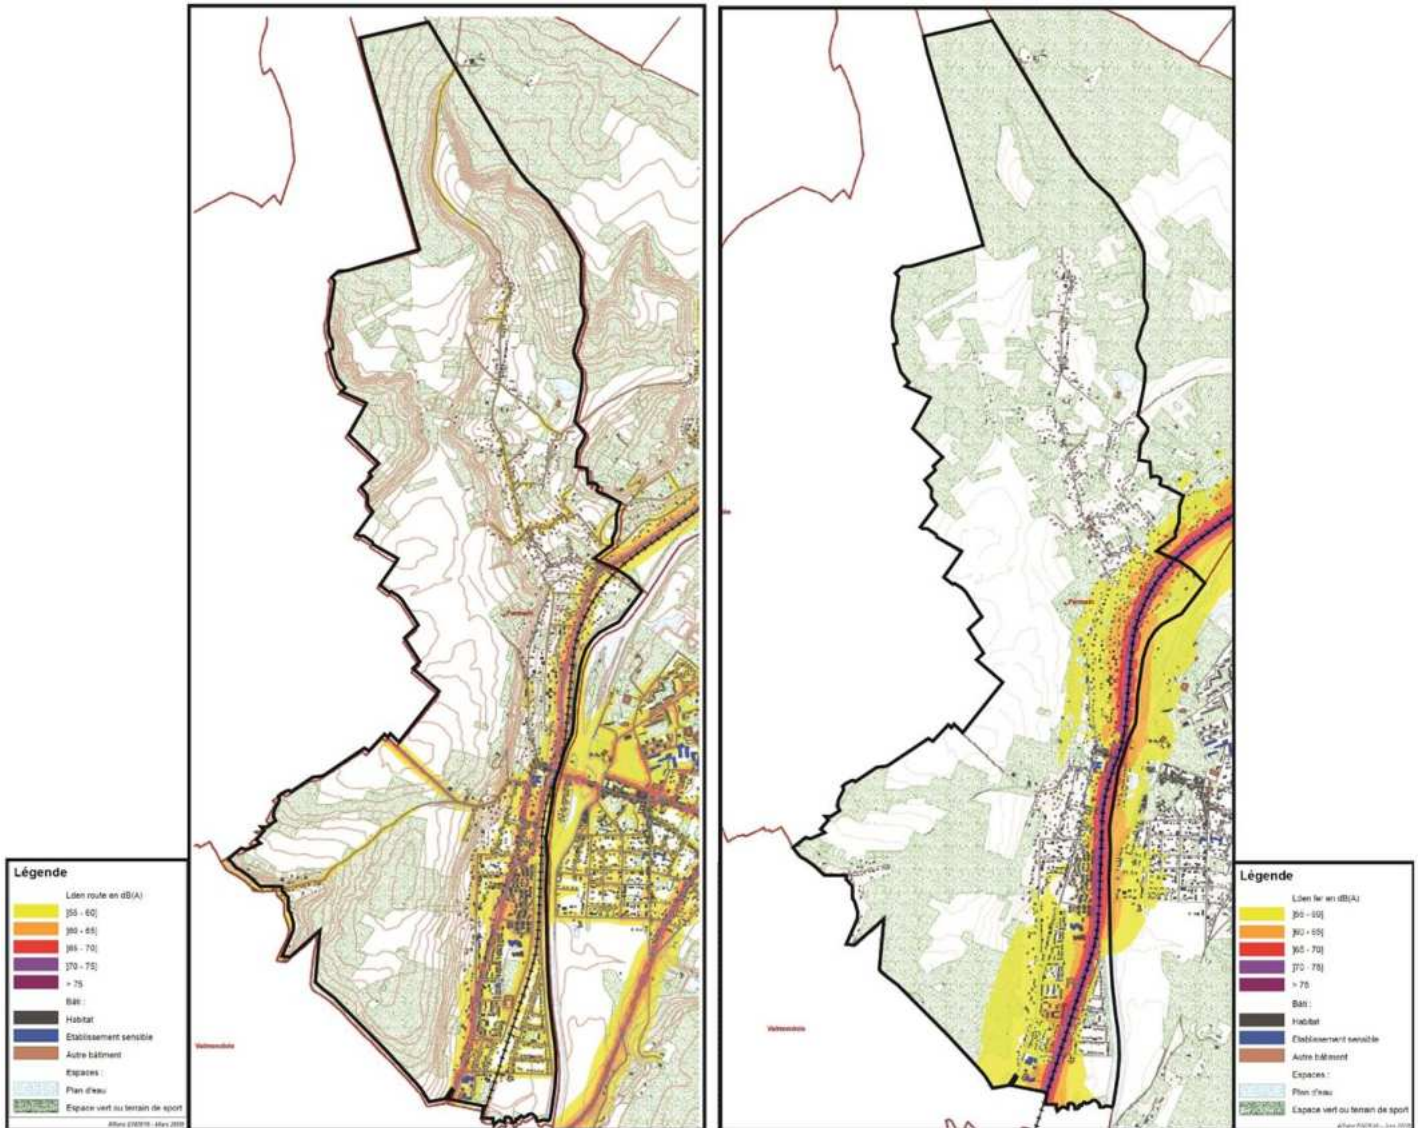 Légende
Lden route en dB(A)
]55 - 60]
]60 - 65]
]65 - 70]
]70 - 75]
> 75
Bâti :
Habitat
Etablissement sensible
Autre bâtiment
Espaces :
Plan d'eau
Espace vert ou terrain de sport
Valmondois
Légende
Lden fer en dB(A)
]55 - 60]
]60 - 65]
]65 - 70]
]70 - 75]
> 75
Bâti :
Habitat
Etablissement sensible
Autre bâtiment
Espaces :
Plan d'eau
Espace vert ou terrain de sport
Valmondois